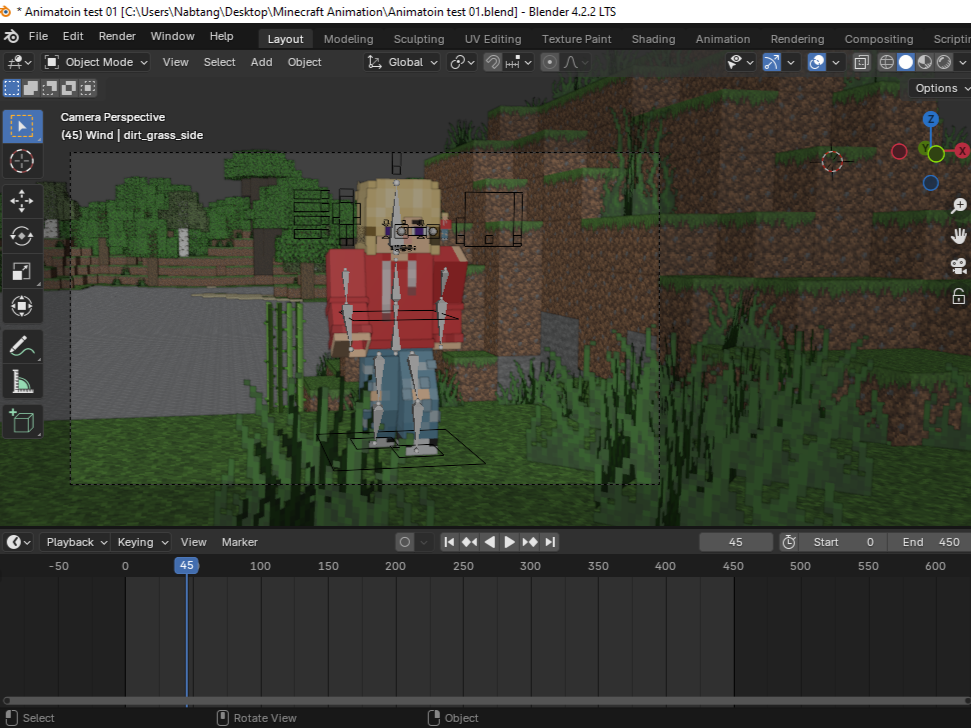 * Animatoin test 01 [C:\Users\Nabtang\Desktop\Minecraft Animation\Animatoin test 01.blend] - Blender 4.2.2 LTS
File Edit Render Window Help Layout Modeling Sculpting UV Editing Texture Paint Shading Animation Rendering Compositing Scriptin
Object Mode View Select Add Object Global
Options
Camera Perspective
(45) Wind | dirt_grass_side
Z
Y
X
Playback Keying View Marker 45 Start 0 End 450
-50 0 45 100 150 200 250 300 350 400 450 500 550 600
Select Rotate View Object